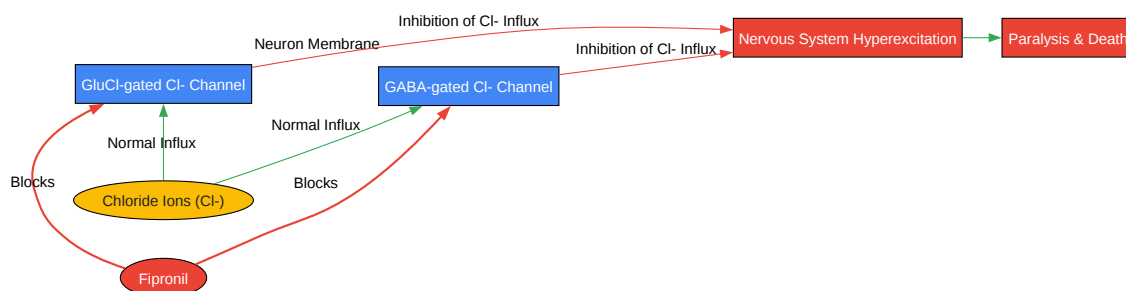 Inhibition of Cl- Influx
Neuron Membrane
Inhibition of Cl- Influx
Nervous System Hyperexcitation
Paralysis & Death
GluCl-gated Cl- Channel
GABA-gated Cl- Channel
Normal Influx
Normal Influx
Blocks
Blocks
Chloride Ions (Cl-)
Fipronil